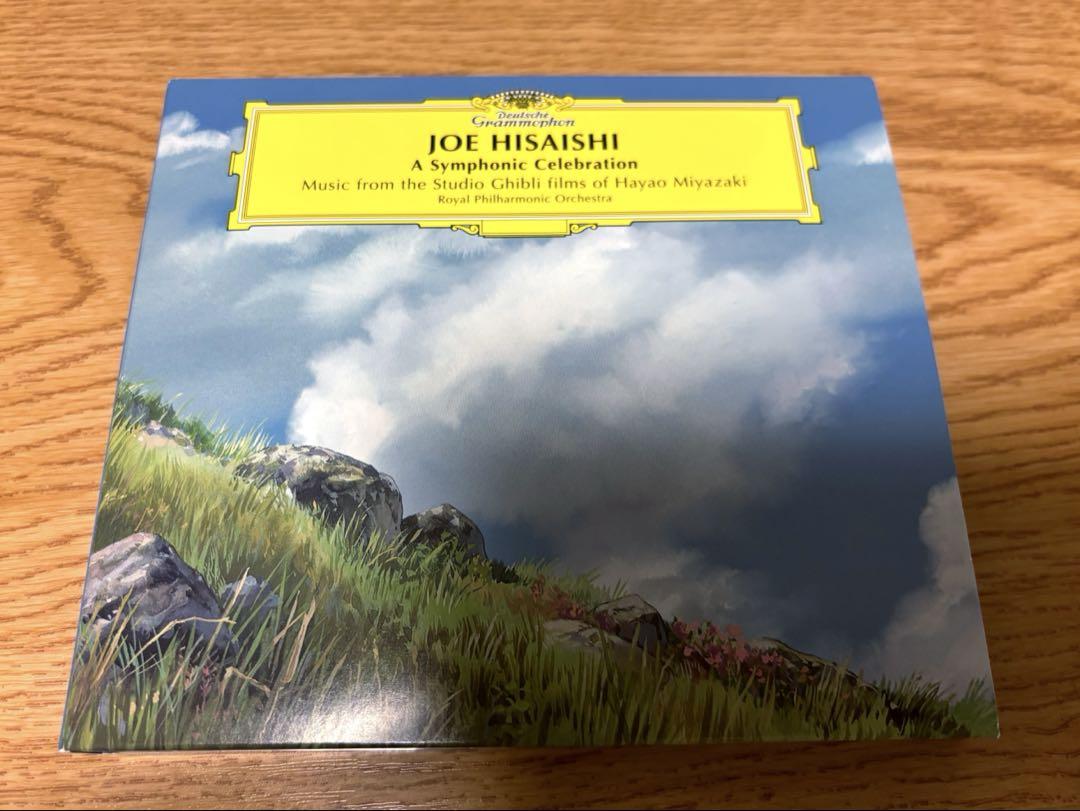 Deutsche
Grammophon
JOE HISAISHI
A Symphonic Celebration
Music from the Studio Ghibli films of Hayao Miyazaki
Royal Philharmonic Orchestra